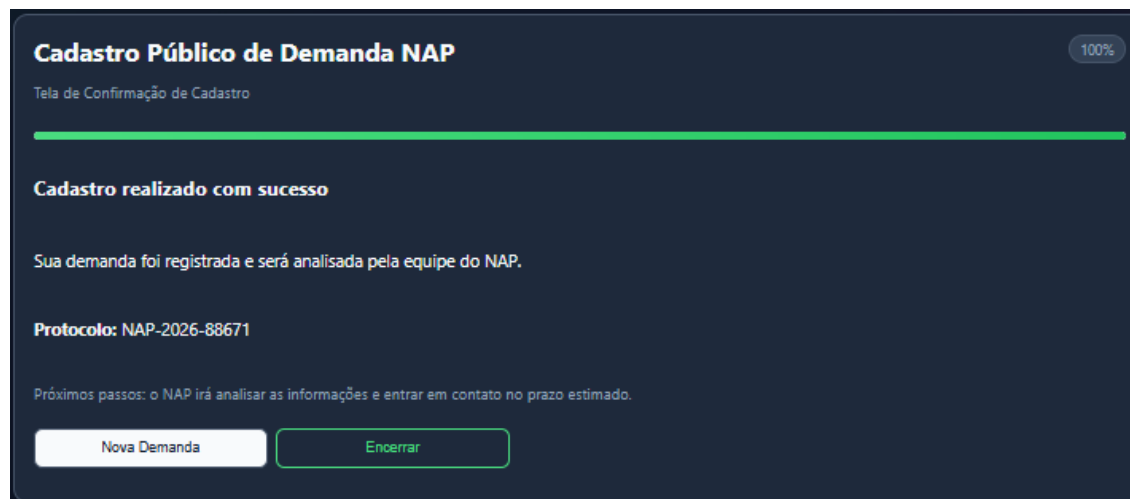 Cadastro Público de Demanda NAP
100%
Tela de Confirmação de Cadastro
Cadastro realizado com sucesso
Sua demanda foi registrada e será analisada pela equipe do NAP.
Protocolo: NAP-2026-88671
Próximos passos: o NAP irá analisar as informações e entrar em contato no prazo estimado.
Nova Demanda
Encerrar